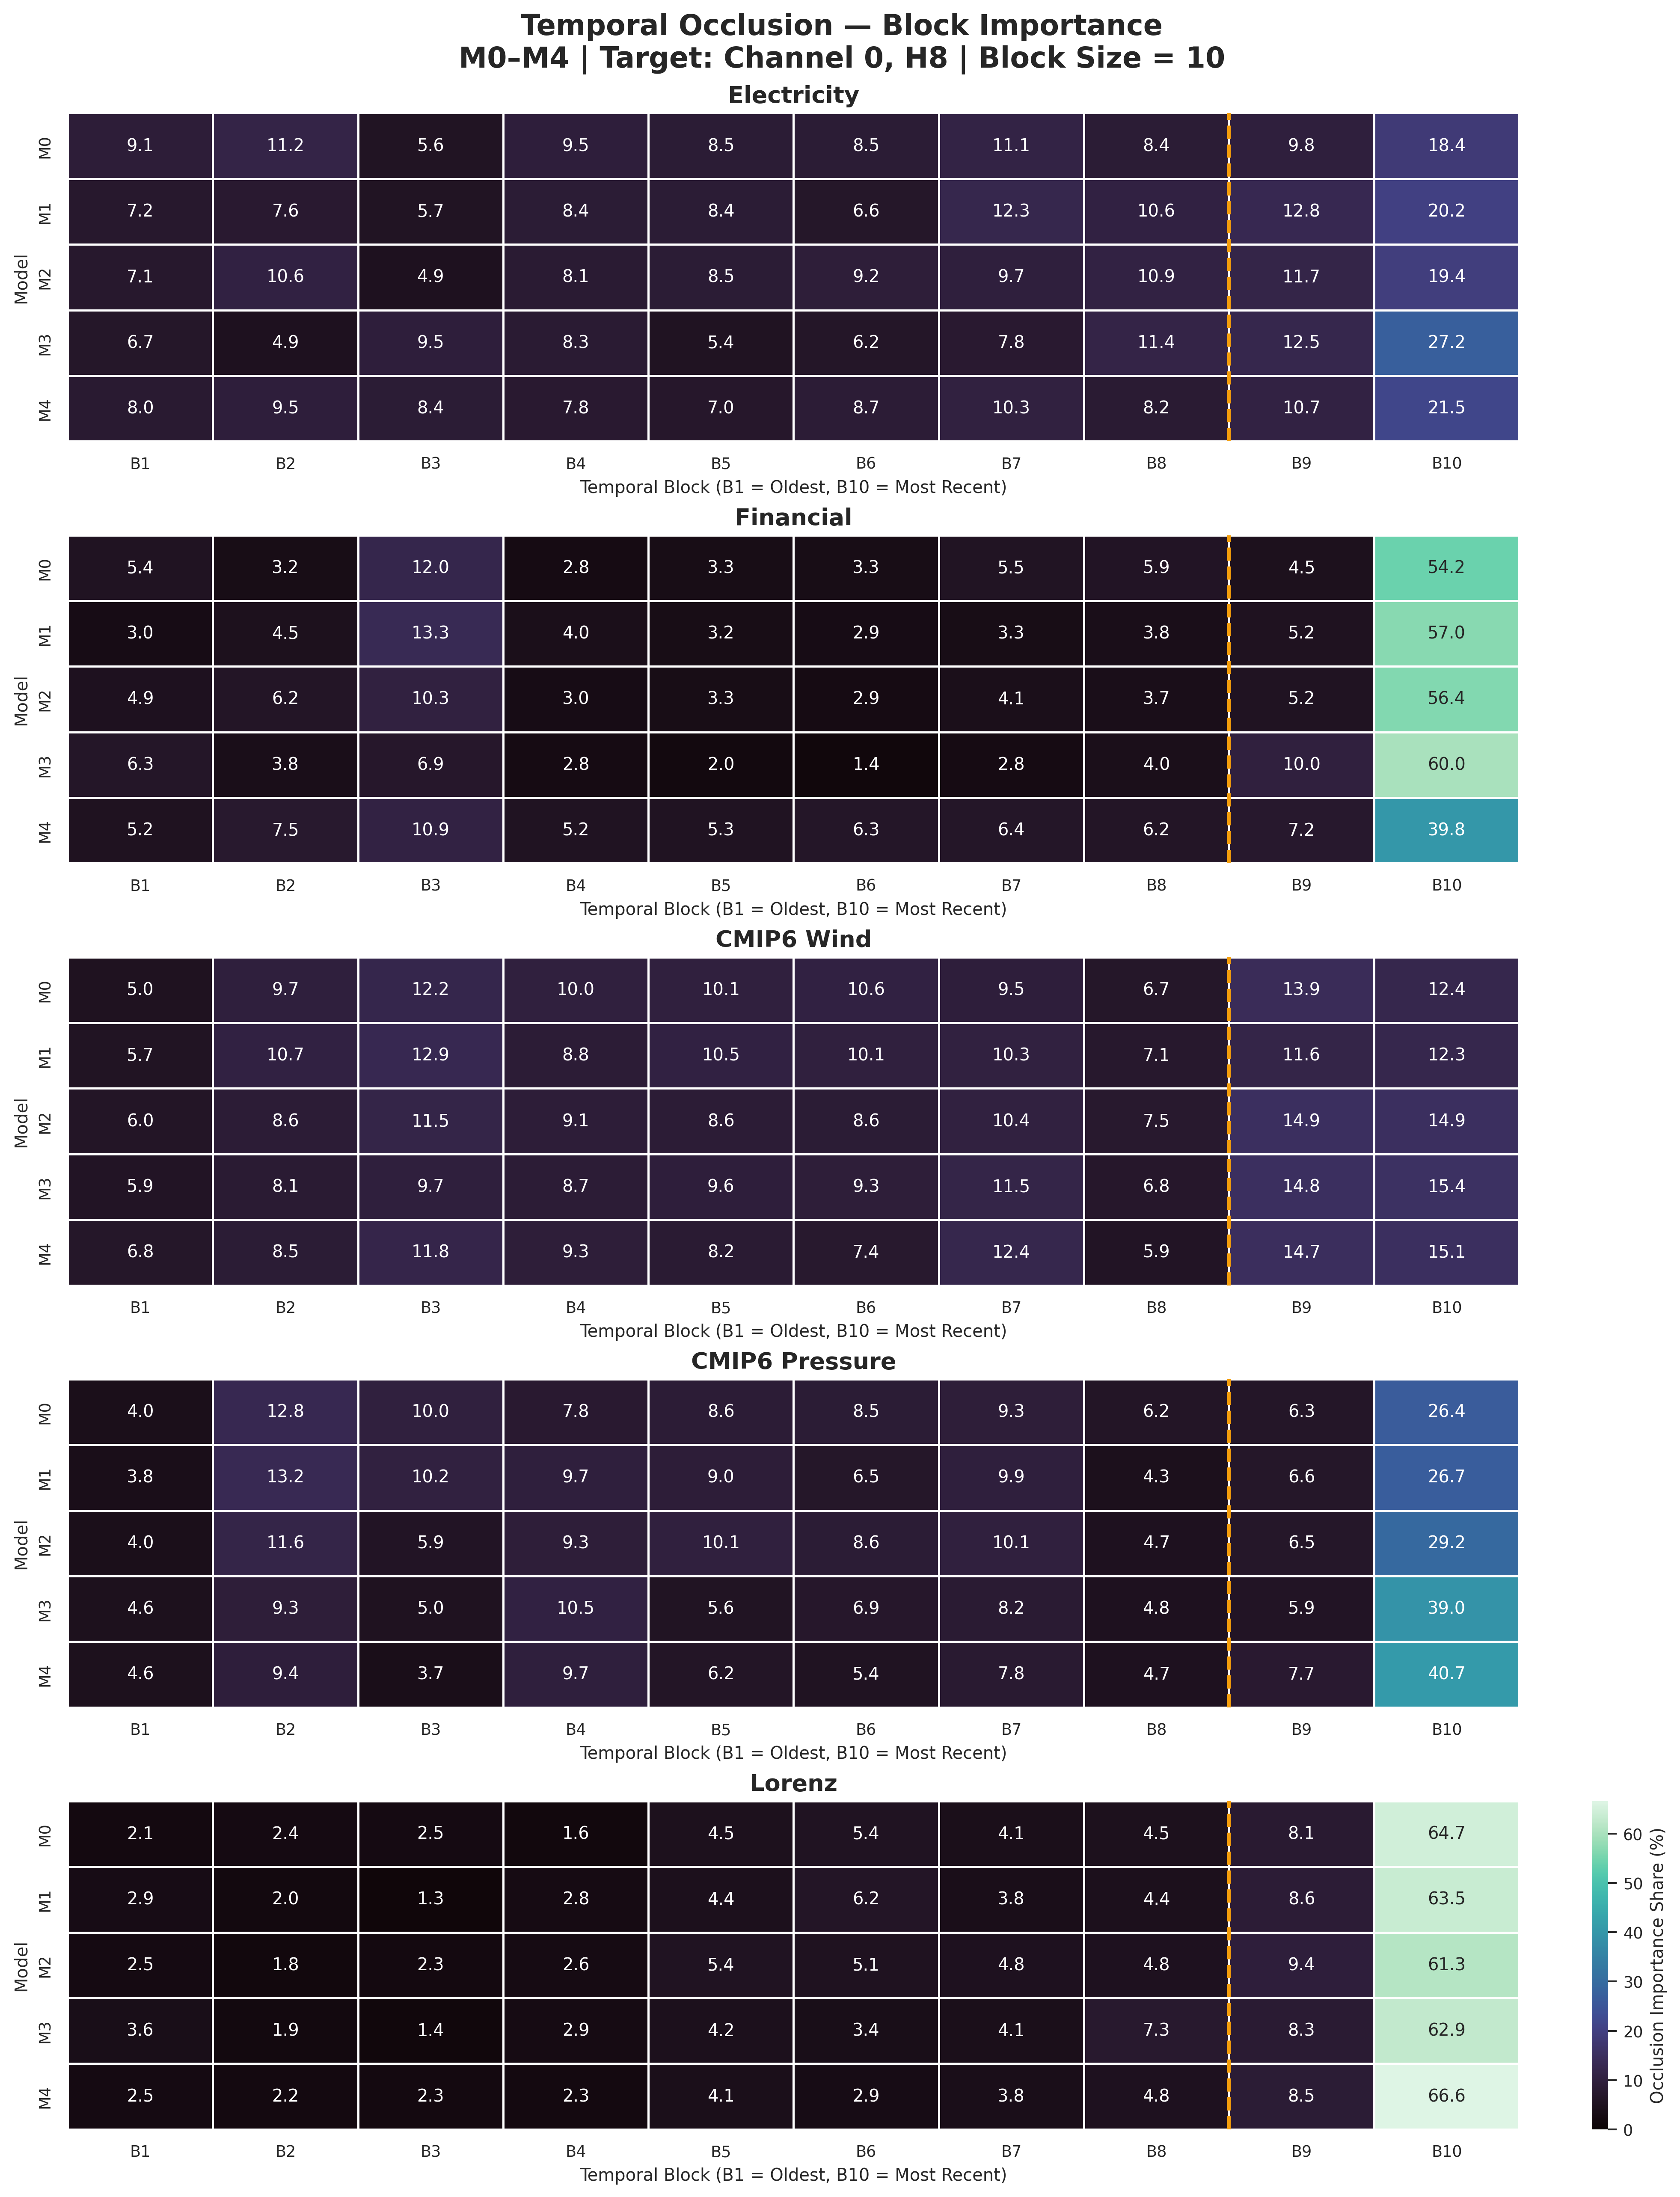 Temporal Occlusion — Block Importance
M0–M4 | Target: Channel 0, H8 | Block Size = 10
Electricity
Model
M0 9.1 11.2 5.6 9.5 8.5 8.5 11.1 8.4 9.8 18.4
M1 7.2 7.6 5.7 8.4 8.4 6.6 12.3 10.6 12.8 20.2
M2 7.1 10.6 4.9 8.1 8.5 9.2 9.7 10.9 11.7 19.4
M3 6.7 4.9 9.5 8.3 5.4 6.2 7.8 11.4 12.5 27.2
M4 8.0 9.5 8.4 7.8 7.0 8.7 10.3 8.2 10.7 21.5
B1 B2 B3 B4 B5 B6 B7 B8 B9 B10
Temporal Block (B1 = Oldest, B10 = Most Recent)
Financial
Model
M0 5.4 3.2 12.0 2.8 3.3 3.3 5.5 5.9 4.5 54.2
M1 3.0 4.5 13.3 4.0 3.2 2.9 3.3 3.8 5.2 57.0
M2 4.9 6.2 10.3 3.0 3.3 2.9 4.1 3.7 5.2 56.4
M3 6.3 3.8 6.9 2.8 2.0 1.4 2.8 4.0 10.0 60.0
M4 5.2 7.5 10.9 5.2 5.3 6.3 6.4 6.2 7.2 39.8
B1 B2 B3 B4 B5 B6 B7 B8 B9 B10
Temporal Block (B1 = Oldest, B10 = Most Recent)
CMIP6 Wind
Model
M0 5.0 9.7 12.2 10.0 10.1 10.6 9.5 6.7 13.9 12.4
M1 5.7 10.7 12.9 8.8 10.5 10.1 10.3 7.1 11.6 12.3
M2 6.0 8.6 11.5 9.1 8.6 8.6 10.4 7.5 14.9 14.9
M3 5.9 8.1 9.7 8.7 9.6 9.3 11.5 6.8 14.8 15.4
M4 6.8 8.5 11.8 9.3 8.2 7.4 12.4 5.9 14.7 15.1
B1 B2 B3 B4 B5 B6 B7 B8 B9 B10
Temporal Block (B1 = Oldest, B10 = Most Recent)
CMIP6 Pressure
Model
M0 4.0 12.8 10.0 7.8 8.6 8.5 9.3 6.2 6.3 26.4
M1 3.8 13.2 10.2 9.7 9.0 6.5 9.9 4.3 6.6 26.7
M2 4.0 11.6 5.9 9.3 10.1 8.6 10.1 4.7 6.5 29.2
M3 4.6 9.3 5.0 10.5 5.6 6.9 8.2 4.8 5.9 39.0
M4 4.6 9.4 3.7 9.7 6.2 5.4 7.8 4.7 7.7 40.7
B1 B2 B3 B4 B5 B6 B7 B8 B9 B10
Temporal Block (B1 = Oldest, B10 = Most Recent)
Lorenz
Model
M0 2.1 2.4 2.5 1.6 4.5 5.4 4.1 4.5 8.1 64.7
M1 2.9 2.0 1.3 2.8 4.4 6.2 3.8 4.4 8.6 63.5
M2 2.5 1.8 2.3 2.6 5.4 5.1 4.8 4.8 9.4 61.3
M3 3.6 1.9 1.4 2.9 4.2 3.4 4.1 7.3 8.3 62.9
M4 2.5 2.2 2.3 2.3 4.1 2.9 3.8 4.8 8.5 66.6
B1 B2 B3 B4 B5 B6 B7 B8 B9 B10
Temporal Block (B1 = Oldest, B10 = Most Recent)
60
50
40
30
20
10
0
Occlusion Importance Share (%)